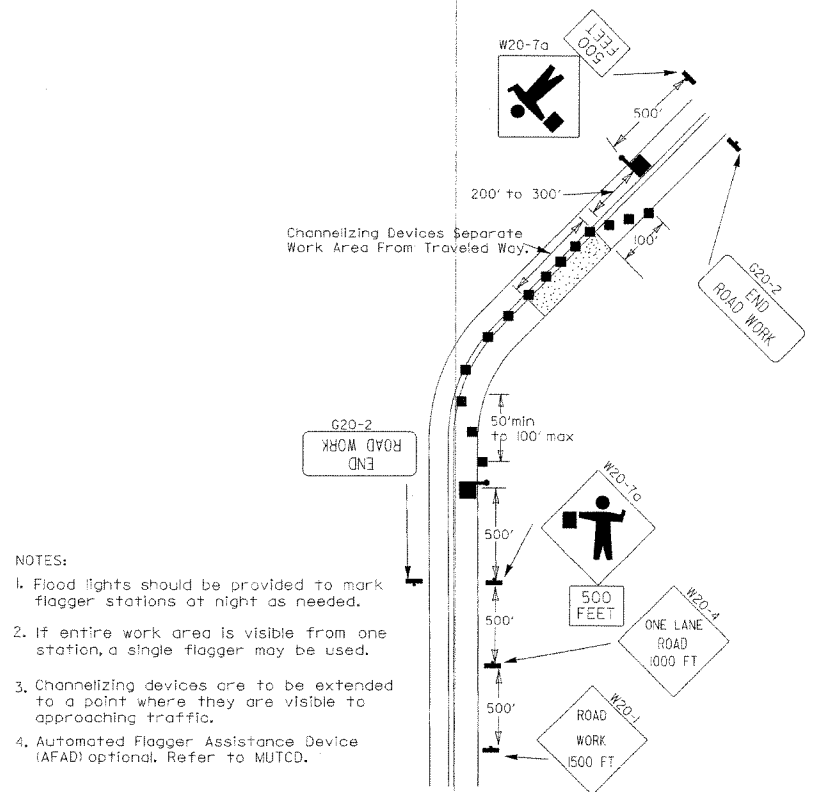 W20-7a
500
FEET
500'
200' to 300'
Channelizing Devices Separate
Work Area From Traveled Way.
100'
G20-2
END
ROAD WORK
G20-2
END
ROAD WORK
50'min
to 100' max
W20-7a
500'
500
FEET
500'
W20-4
ONE LANE
ROAD
1000 FT
500'
W20-1
ROAD
WORK
1500 FT
NOTES:
1. Flood lights should be provided to mark
flagger stations at night as needed.
2. If entire work area is visible from one
station, a single flagger may be used.
3. Channelizing devices are to be extended
to a point where they are visible to
approaching traffic.
4. Automated Flagger Assistance Device
(AFAD) optional. Refer to MUTCD.